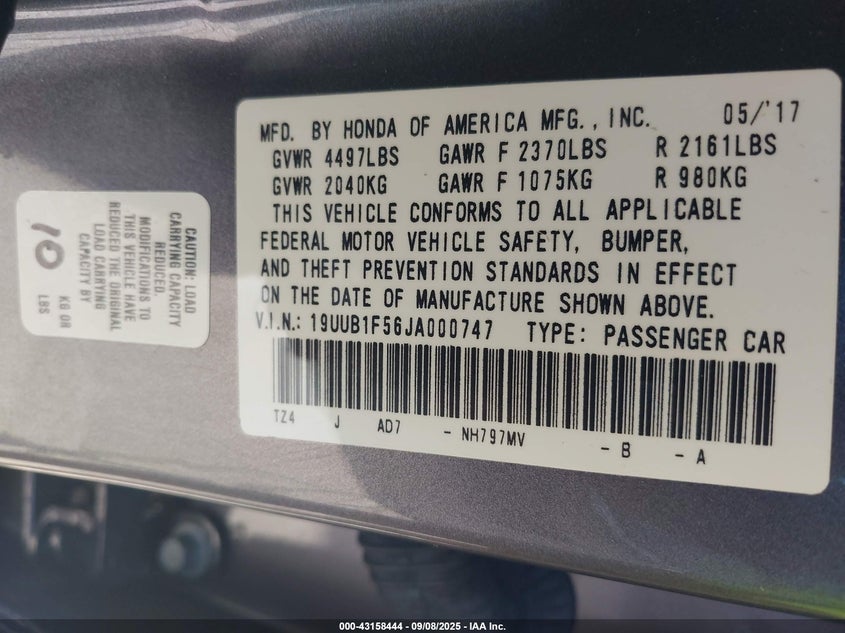 MFD. BY HONDA OF AMERICA MFG., INC. 05/'17
GVWR 4497LBS GAWR F 2370LBS R 2161LBS
GVWR 2040KG GAWR F 1075KG R 980KG
THIS VEHICLE CONFORMS TO ALL APPLICABLE
FEDERAL MOTOR VEHICLE SAFETY, BUMPER,
AND THEFT PREVENTION STANDARDS IN EFFECT
ON THE DATE OF MANUFACTURE SHOWN ABOVE.
V.I.N.: 19UUB1F56JA000747 TYPE: PASSENGER CAR
TZ4 J AD7 - NH797MV - B - A
CAUTION: LOAD
CARRYING CAPACITY
REDUCED.
MODIFICATIONS TO
THIS VEHICLE HAVE
REDUCED THE ORIGINAL
LOAD CARRYING
CAPACITY BY
10 KG OR
LBS
000-43158444 - 09/08/2025 - IAA Inc.